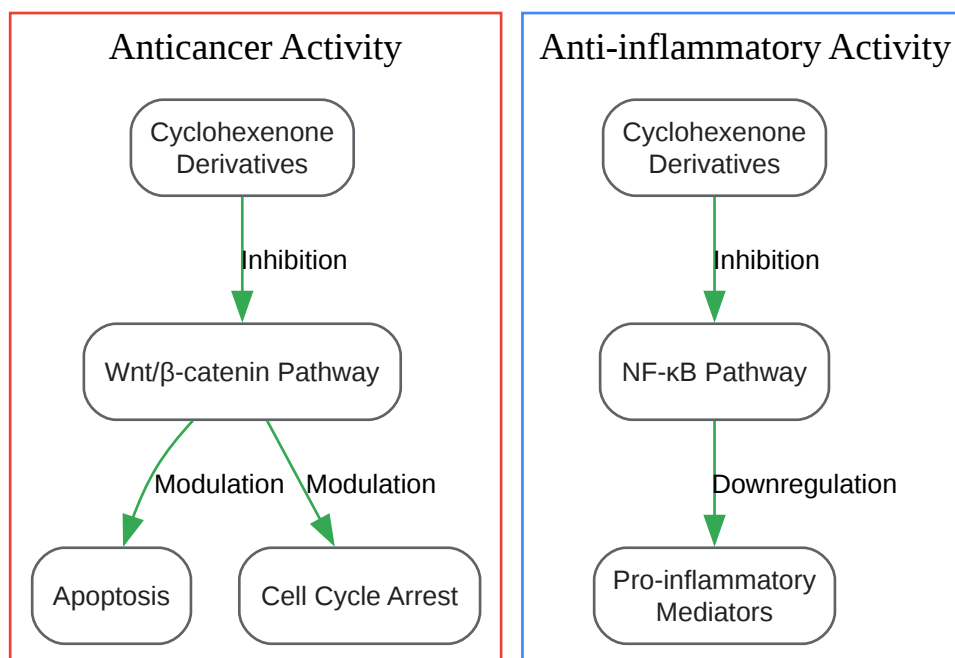 Anticancer Activity
Cyclohexenone
Derivatives
Inhibition
Wnt/β-catenin Pathway
Modulation
Modulation
Apoptosis
Cell Cycle Arrest
Anti-inflammatory Activity
Cyclohexenone
Derivatives
Inhibition
NF-κB Pathway
Downregulation
Pro-inflammatory
Mediators